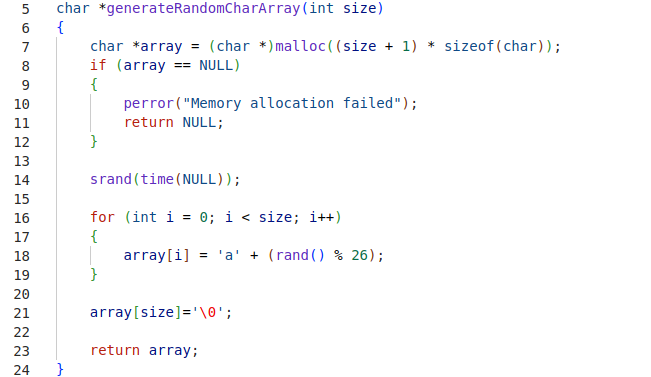 5 char *generateRandomCharArray(int size)
6 {
7     char *array = (char *)malloc((size + 1) * sizeof(char));
8     if (array == NULL)
9     {
10         perror("Memory allocation failed");
11         return NULL;
12     }
13
14     srand(time(NULL));
15
16     for (int i = 0; i < size; i++)
17     {
18         array[i] = 'a' + (rand() % 26);
19     }
20
21     array[size]='\0';
22
23     return array;
24 }